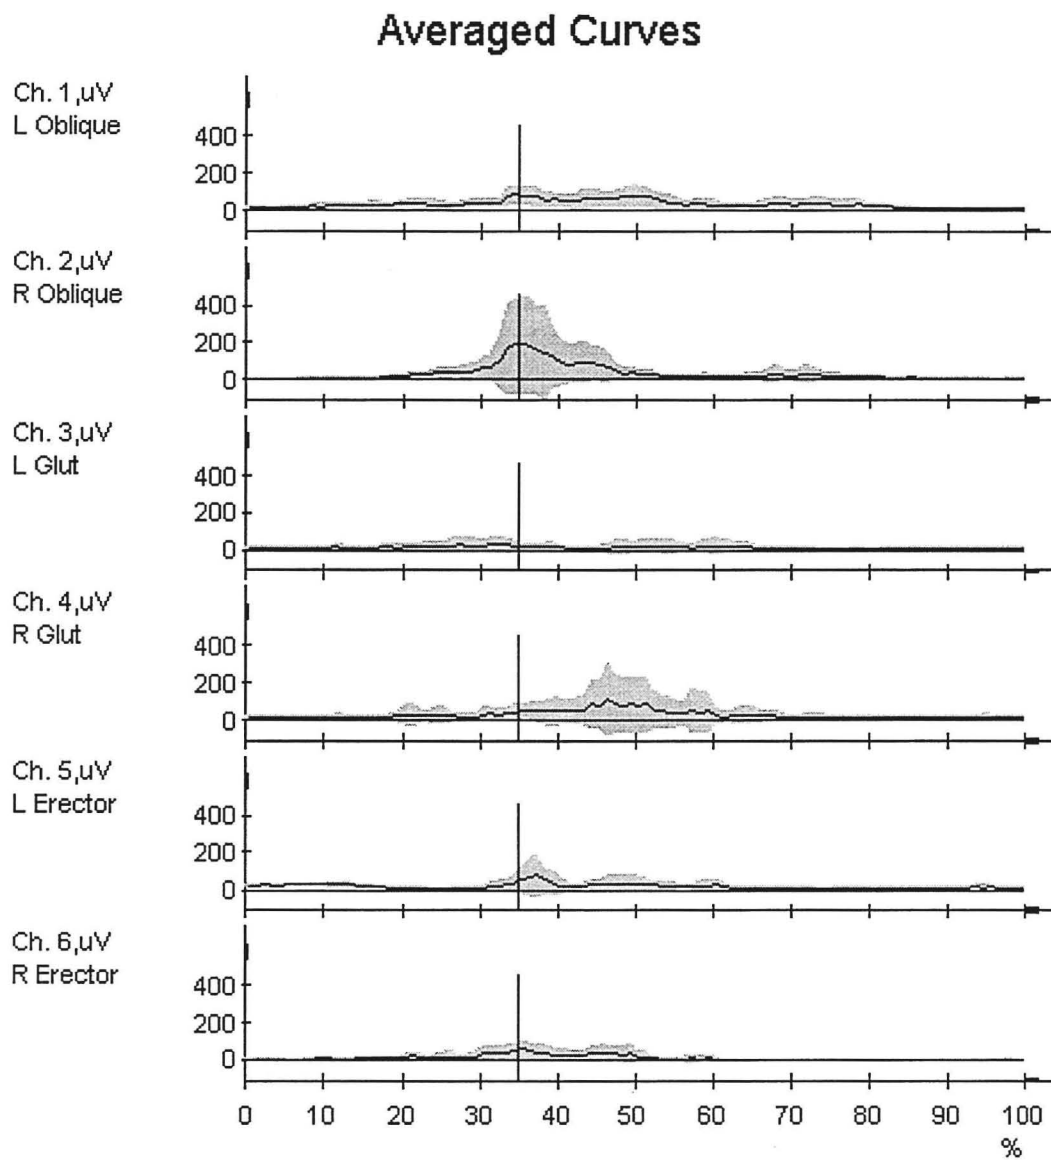 Averaged Curves
Ch. 1,uV
L Oblique
400
200
0
Ch. 2,uV
R Oblique
400
200
0
Ch. 3,uV
L Glut
400
200
0
Ch. 4,uV
R Glut
400
200
0
Ch. 5,uV
L Erector
400
200
0
Ch. 6,uV
R Erector
400
200
0
0 10 20 30 40 50 60 70 80 90 100
%